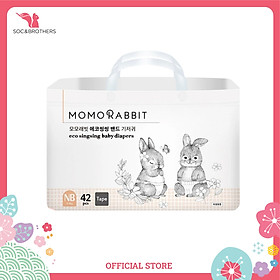 SOC&BROTHERS
MOMORABBIT
모모래빗 에코씽씽 밴드 기저귀
eco singsing baby diapers
NB
42
pcs
Tape
OFFICIAL STORE